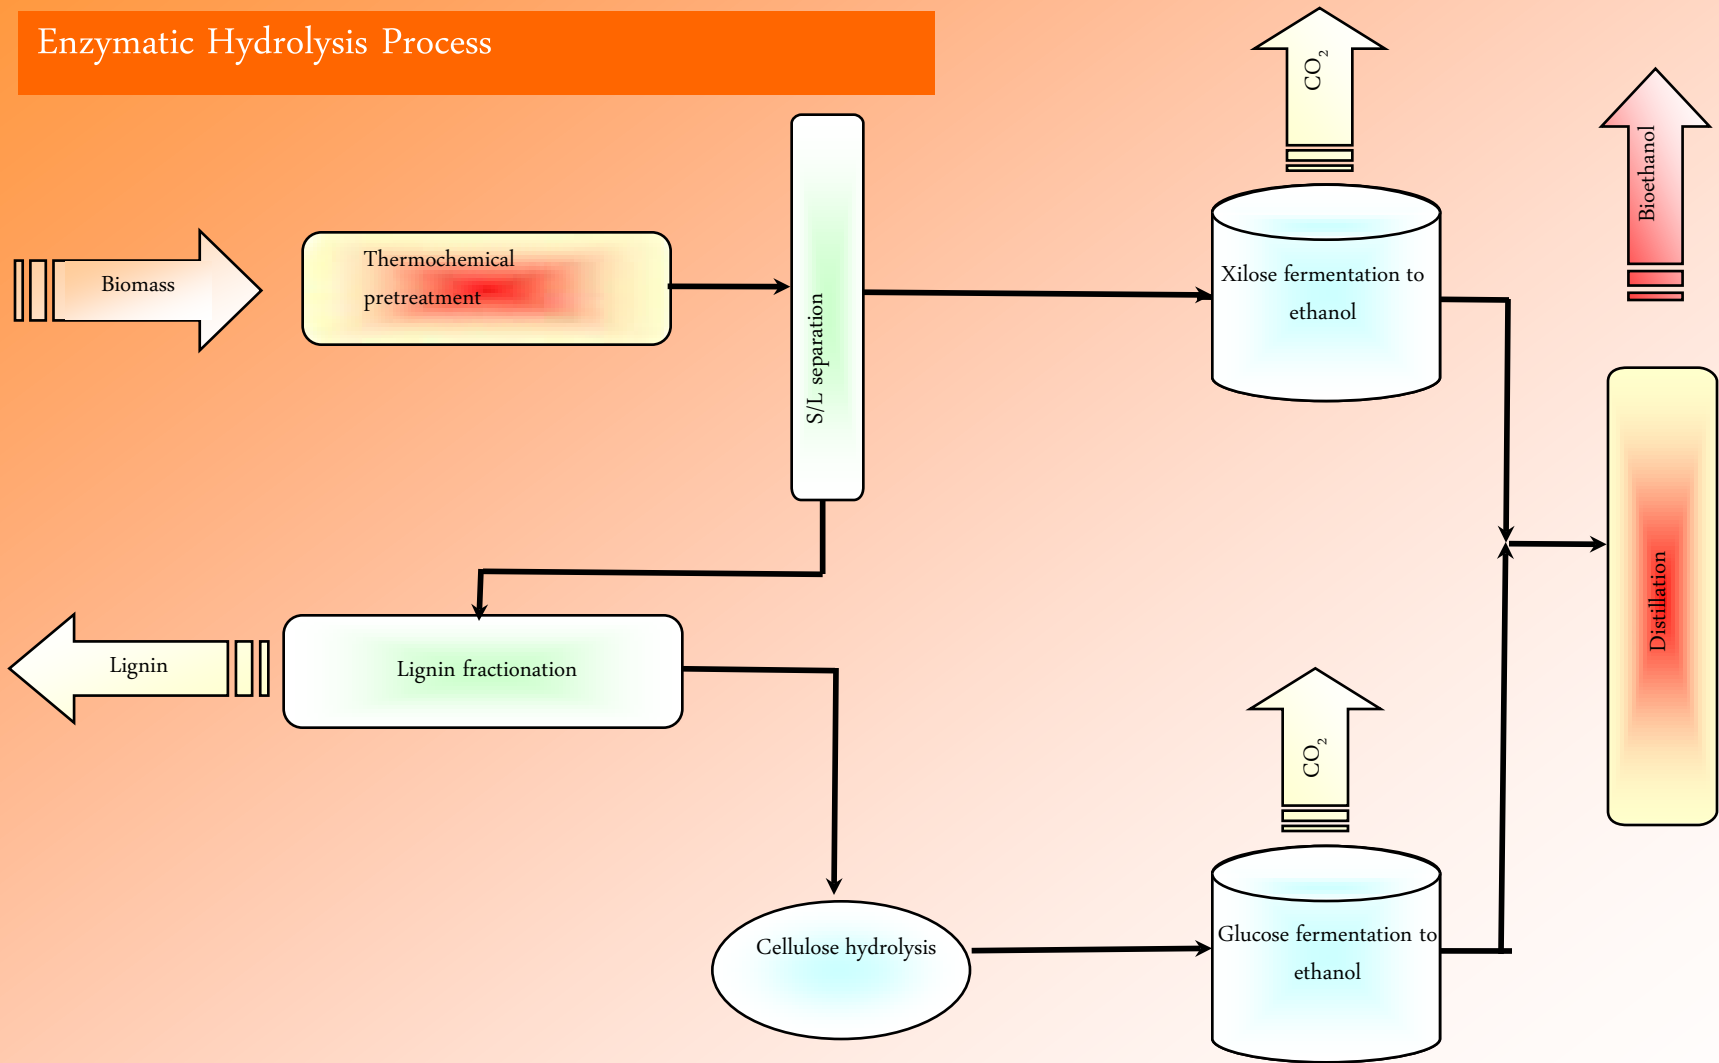 Enzymatic Hydrolysis Process
CO₂
Bioethanol
Biomass
Thermochemical
pretreatment
S/L separation
Xilose fermentation to
ethanol
Lignin
Lignin fractionation
Distillation
CO₂
Cellulose hydrolysis
Glucose fermentation to
ethanol